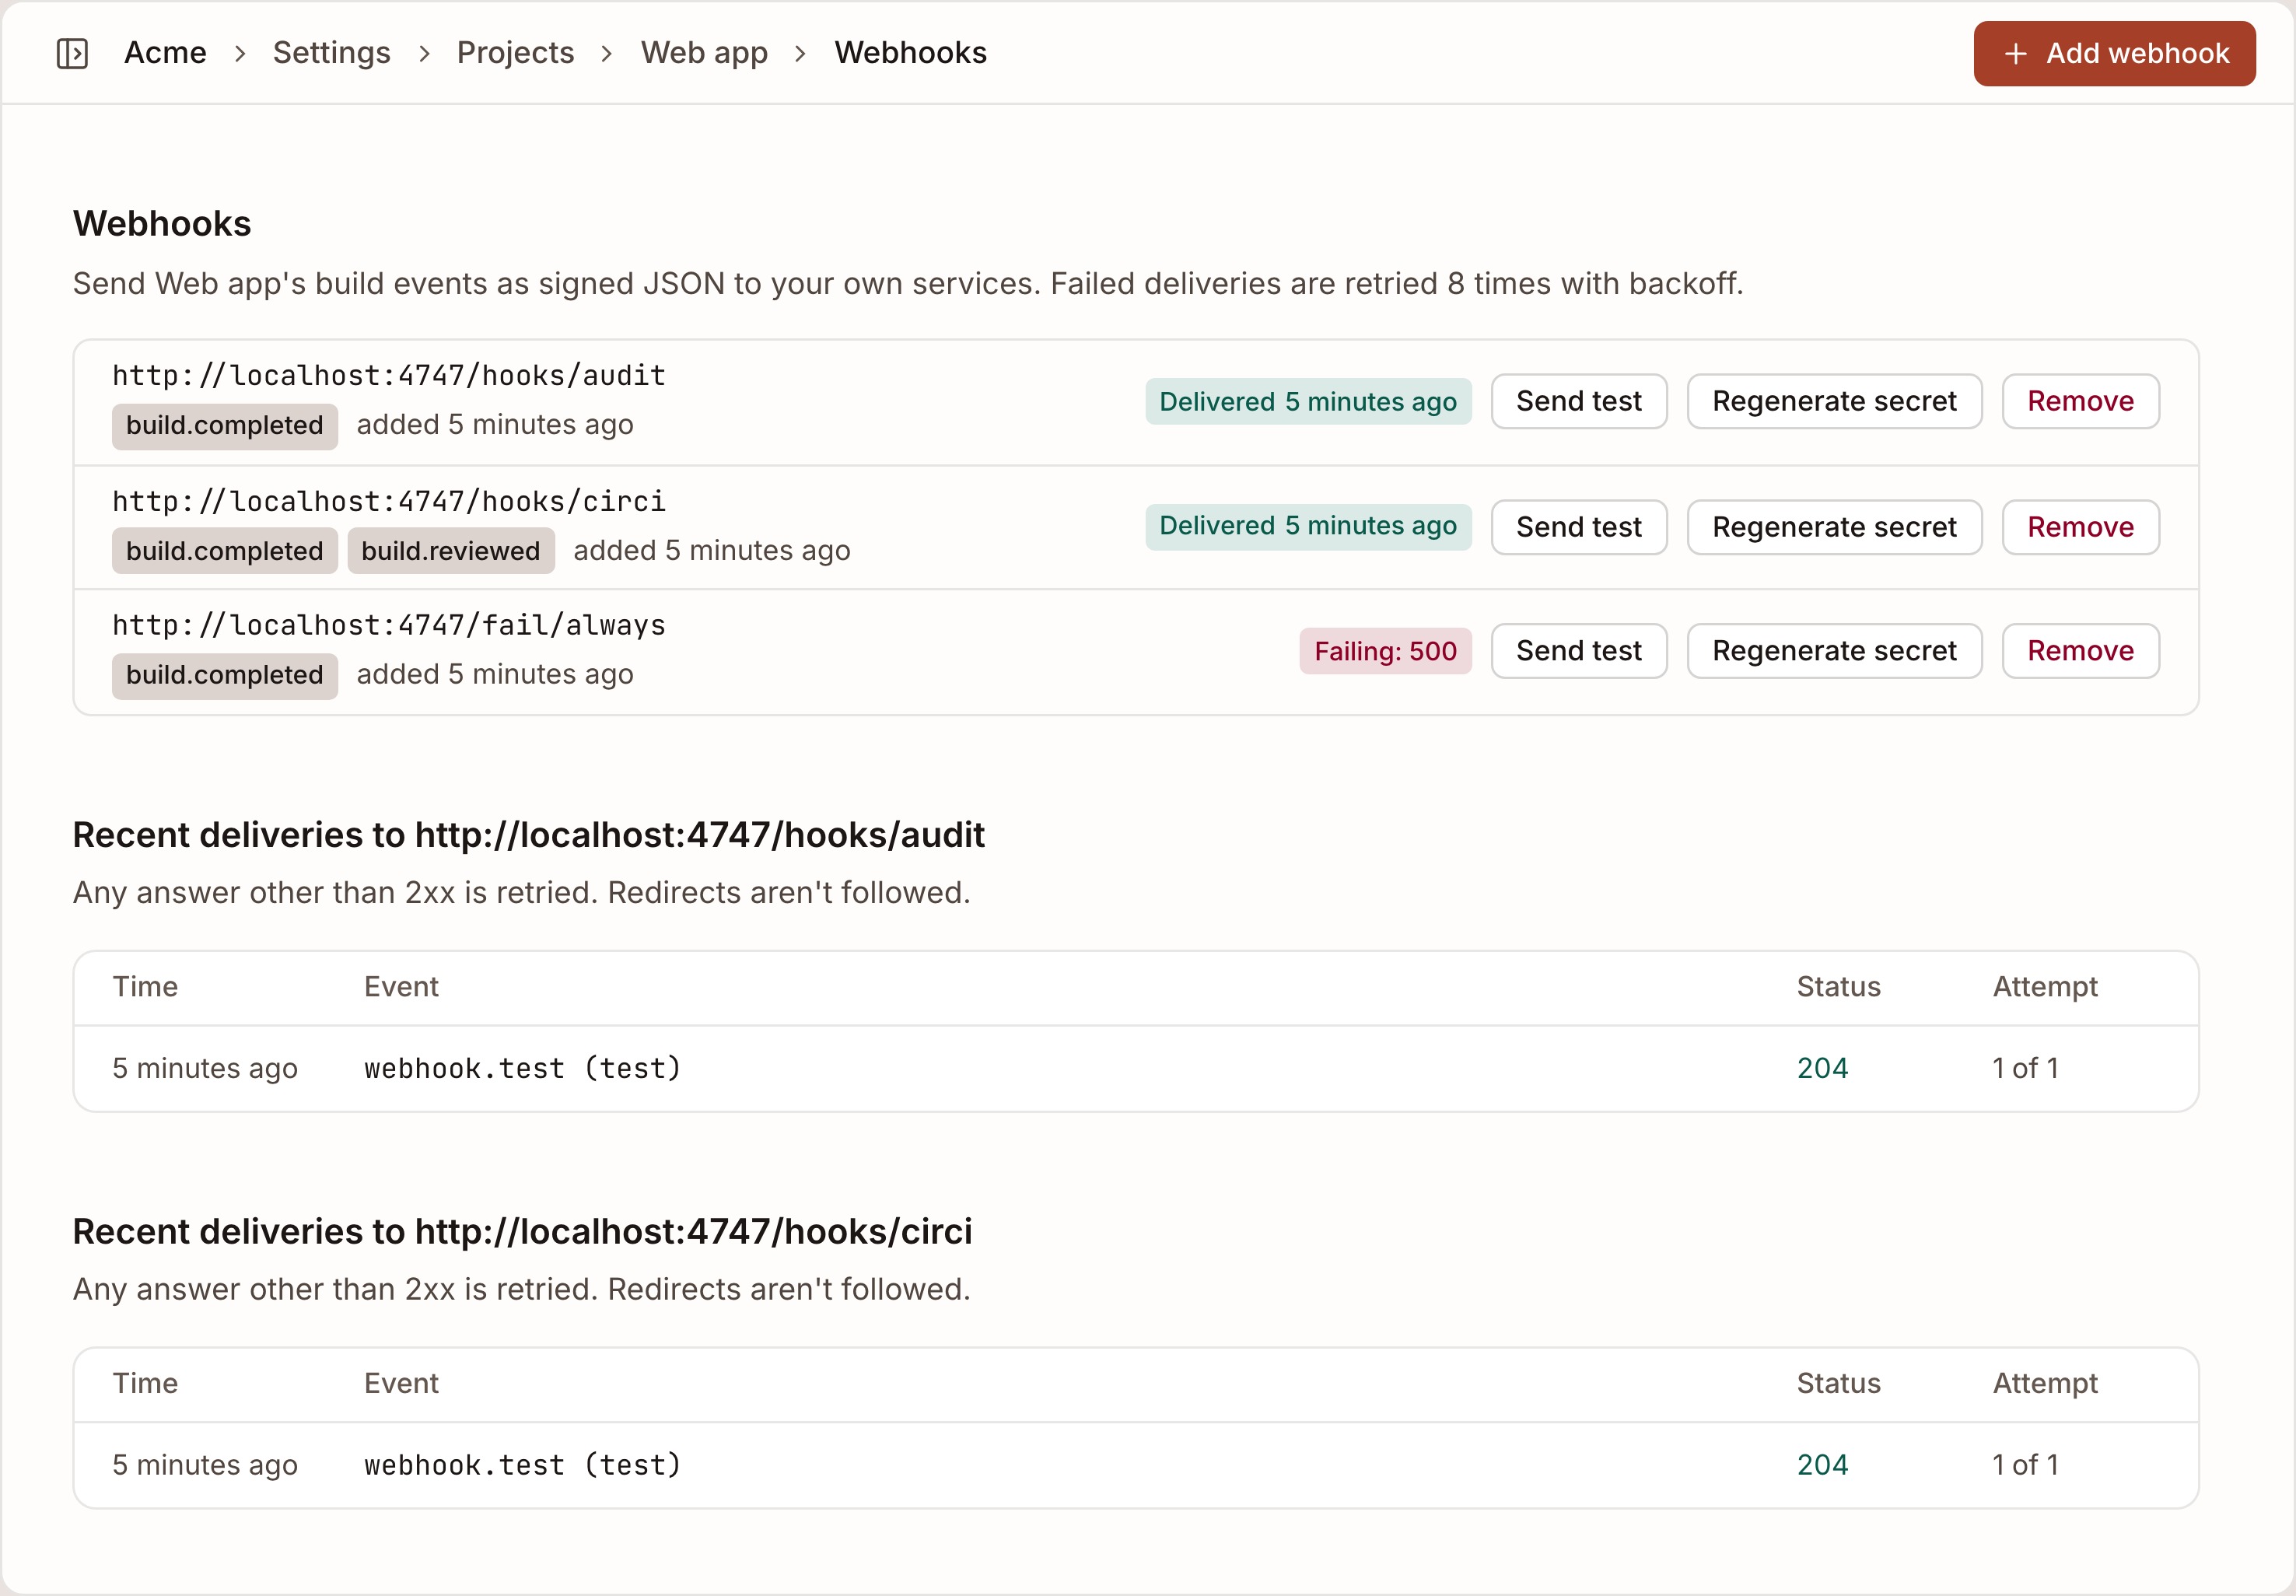 Acme > Settings > Projects > Web app > Webhooks
+ Add webhook
Webhooks
Send Web app's build events as signed JSON to your own services. Failed deliveries are retried 8 times with backoff.
http://localhost:4747/hooks/audit
build.completed added 5 minutes ago
Delivered 5 minutes ago Send test Regenerate secret Remove
http://localhost:4747/hooks/circi
build.completed build.reviewed added 5 minutes ago
Delivered 5 minutes ago Send test Regenerate secret Remove
http://localhost:4747/fail/always
build.completed added 5 minutes ago
Failing: 500 Send test Regenerate secret Remove
Recent deliveries to http://localhost:4747/hooks/audit
Any answer other than 2xx is retried. Redirects aren't followed.
Time Event Status Attempt
5 minutes ago webhook.test (test) 204 1 of 1
Recent deliveries to http://localhost:4747/hooks/circi
Any answer other than 2xx is retried. Redirects aren't followed.
Time Event Status Attempt
5 minutes ago webhook.test (test) 204 1 of 1